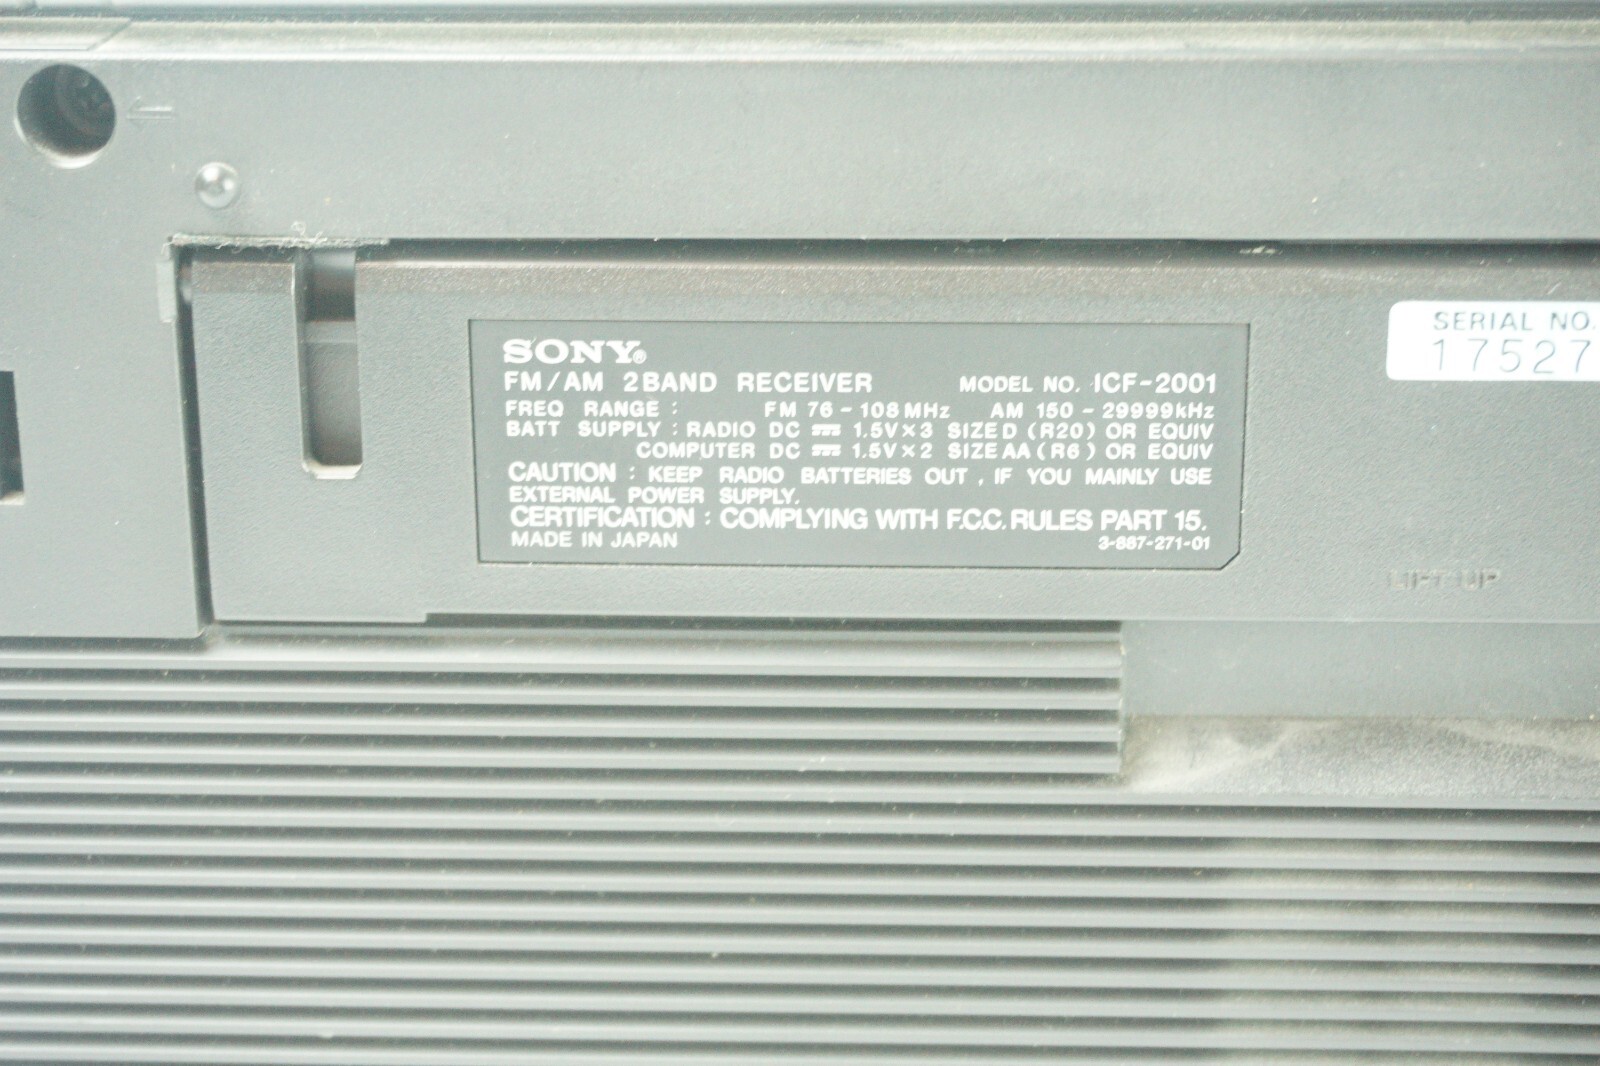 SONY®
FM/AM 2BAND RECEIVER MODEL NO. ICF-2001
FREQ RANGE : FM 76 - 108MHz AM 150 - 29999kHz
BATT SUPPLY : RADIO DC ⎓ 1.5V×3 SIZE D (R20) OR EQUIV
COMPUTER DC ⎓ 1.5V×2 SIZE AA (R6) OR EQUIV
CAUTION : KEEP RADIO BATTERIES OUT , IF YOU MAINLY USE
EXTERNAL POWER SUPPLY.
CERTIFICATION : COMPLYING WITH F.C.C. RULES PART 15.
MADE IN JAPAN 3-887-271-01
SERIAL NO.
17527
LIFT UP